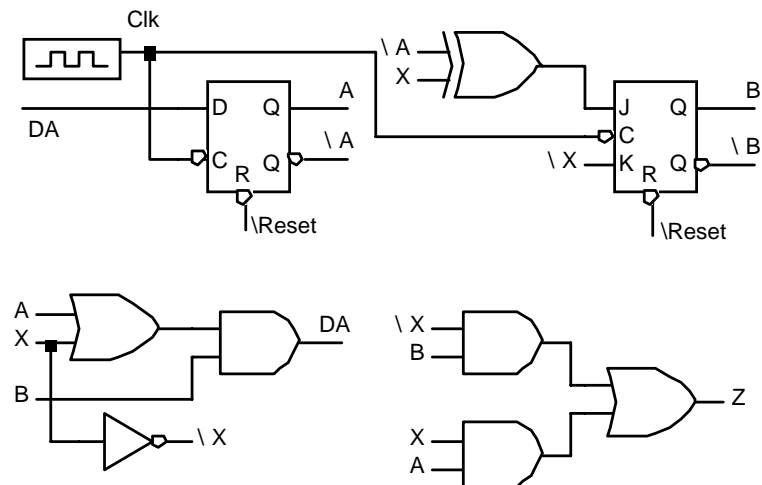 Clk
\ A
X
D Q A
J Q B
DA
C Q \ A
C
\ X K Q \ B
R
R
\Reset
\Reset
A
X
DA
\ X
B
B
Z
\ X
X
A